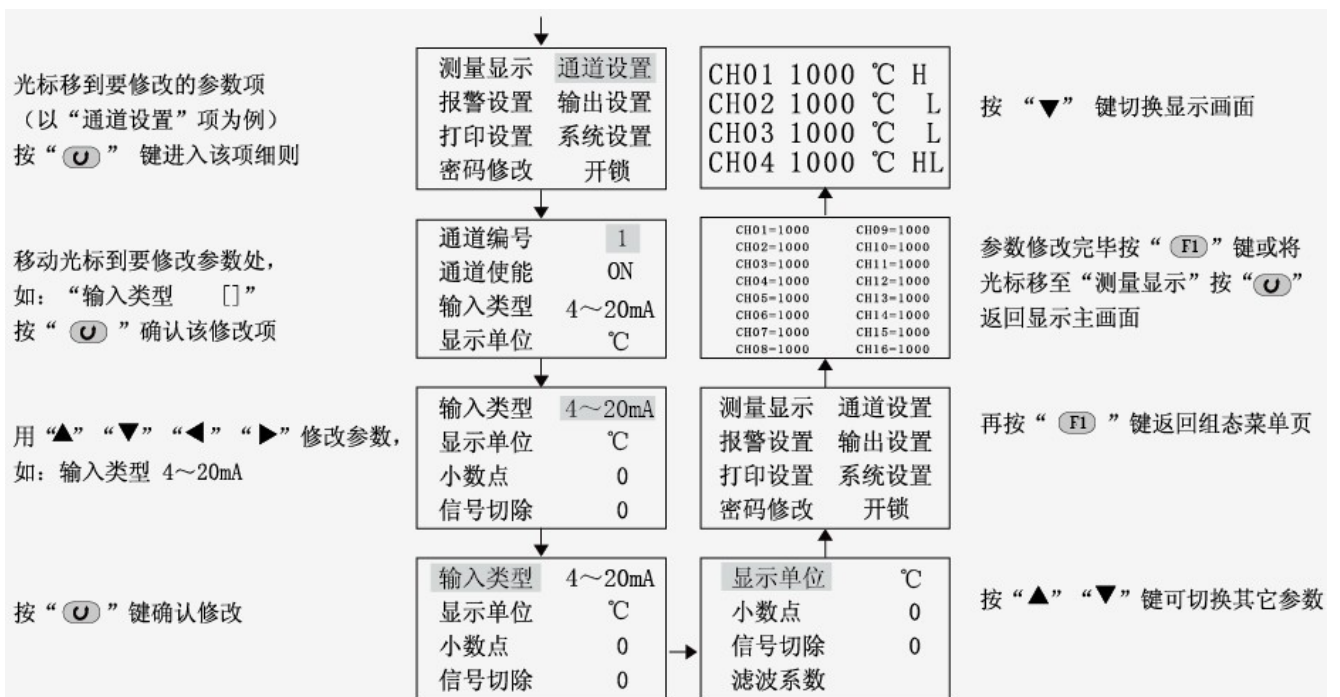 光标移到要修改的参数项
（以“通道设置”项为例）
按“ ”键进入该项细则
测量显示 通道设置
报警设置 输出设置
打印设置 系统设置
密码修改 开锁
移动光标到要修改参数处，
如：“输入类型 []”
按“ ”确认该修改项
通道编号 1
通道使能 ON
输入类型 4～20mA
显示单位 ℃
用“▲”“▼”“◀”“▶”修改参数，
如：输入类型 4～20mA
输入类型 4～20mA
显示单位 ℃
小数点 0
信号切除 0
按“ ”键确认修改
输入类型 4～20mA
显示单位 ℃
小数点 0
信号切除 0
显示单位 ℃
小数点 0
信号切除 0
滤波系数
按“▲”“▼”键可切换其它参数
测量显示 通道设置
报警设置 输出设置
打印设置 系统设置
密码修改 开锁
再按“ F1 ”键返回组态菜单页
CH01=1000 CH09=1000
CH02=1000 CH10=1000
CH03=1000 CH11=1000
CH04=1000 CH12=1000
CH05=1000 CH13=1000
CH06=1000 CH14=1000
CH07=1000 CH15=1000
CH08=1000 CH16=1000
参数修改完毕按“ F1 ”键或将
光标移至“测量显示”按“ ”
返回显示主画面
CH01 1000 ℃ H
CH02 1000 ℃ L
CH03 1000 ℃ L
CH04 1000 ℃ HL
按 “▼” 键切换显示画面